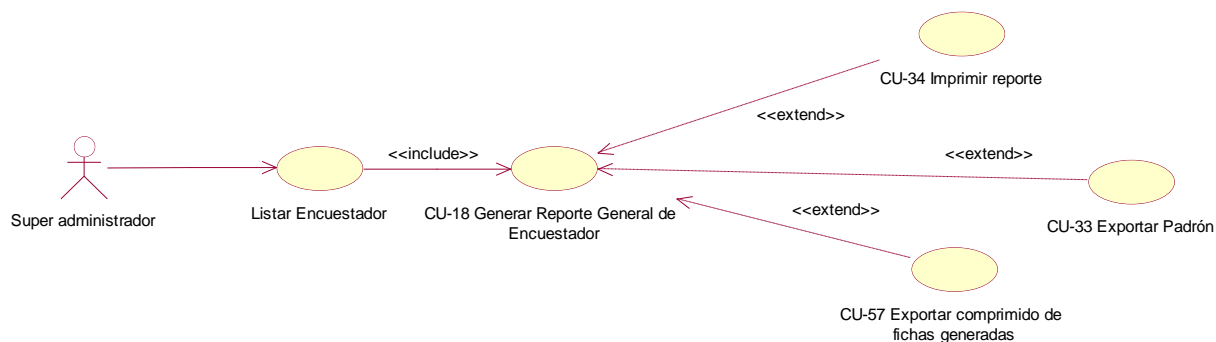 CU-34 Imprimir reporte
<<extend>>
<<include>>
<<extend>>
Super administrador
Listar Encuestador
CU-18 Generar Reporte General de
Encuestador
<<extend>>
CU-33 Exportar Padrón
CU-57 Exportar comprimido de
fichas generadas